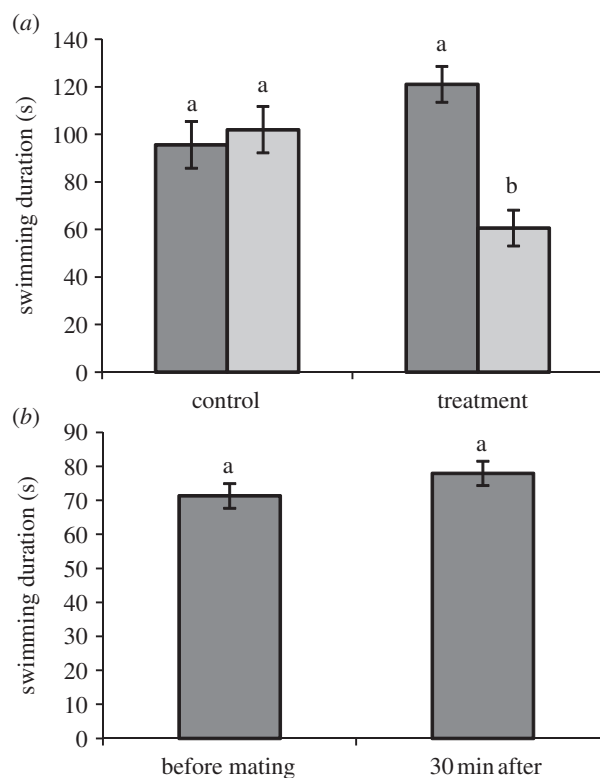 (a)
140
120
100
80
60
40
20
0
swimming duration (s)
a
a
a
b
control
treatment
(b)
90
80
70
60
50
40
30
20
10
0
swimming duration (s)
a
a
before mating
30 min after